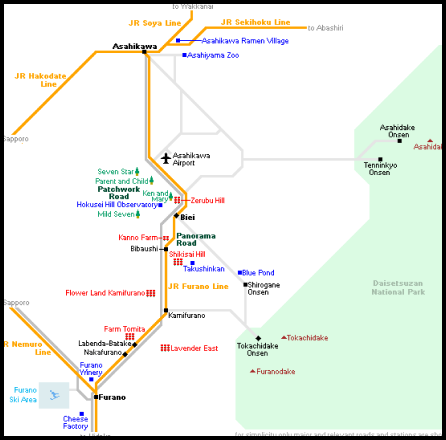 to Wakkanai
JR Soya Line
JR Sekihoku Line
to Abashiri
Asahikawa Ramen Village
Asahikawa
Asahiyama Zoo
JR Hakodate
Line
Sapporo
Asahidake
Onsen
Asahidake
Asahikawa
Airport
Tenninkyo
Onsen
Seven Star
Parent and Child
Patchwork
Road
Ken and
Mary
Zerubu Hill
Hokusei Hill Observatory
Mild Seven
Biei
Kanno Farm
Panorama
Road
Bibaushi
Shikisai Hill
Takushinkan
Blue Pond
Shirogane
Onsen
Daisetsuzan
National Park
JR Furano Line
Flower Land Kamifurano
Sapporo
Kamifurano
Farm Tomita
JR Nemuro
Line
Labenda-Batake
Nakafurano
Lavender East
Tokachidake
Onsen
Tokachidake
Furanodake
Furano
Winery
Furano
Ski Area
Furano
Cheese
Factory
for simplicity only major and relevant roads and stations are